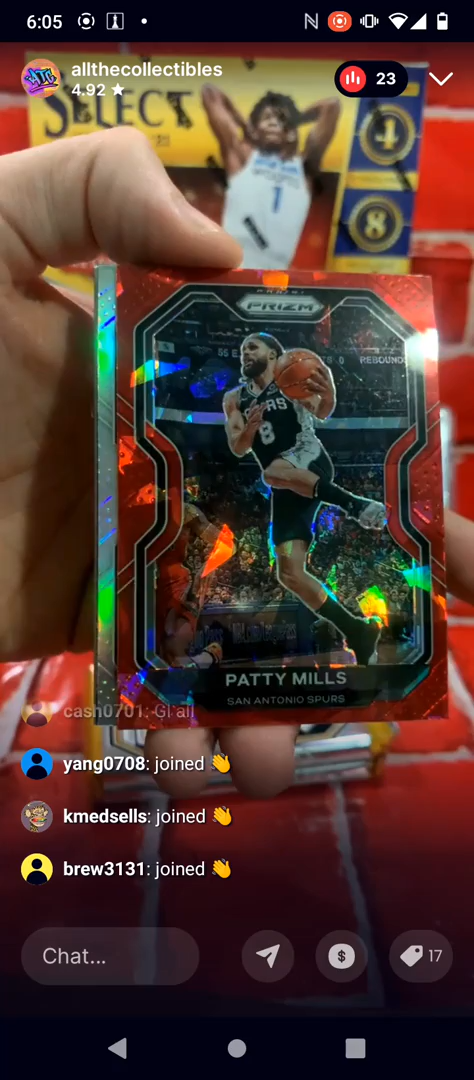 6:05
allthecollectibles
4.92 ★
23
SELECT
1
4
8
PRIZM
REBOUND
SPURS
8
PATTY MILLS
SAN ANTONIO SPURS
cash0701: Gl all
yang0708: joined 👋
kmedsells: joined 👋
brew3131: joined 👋
Chat...
$
17